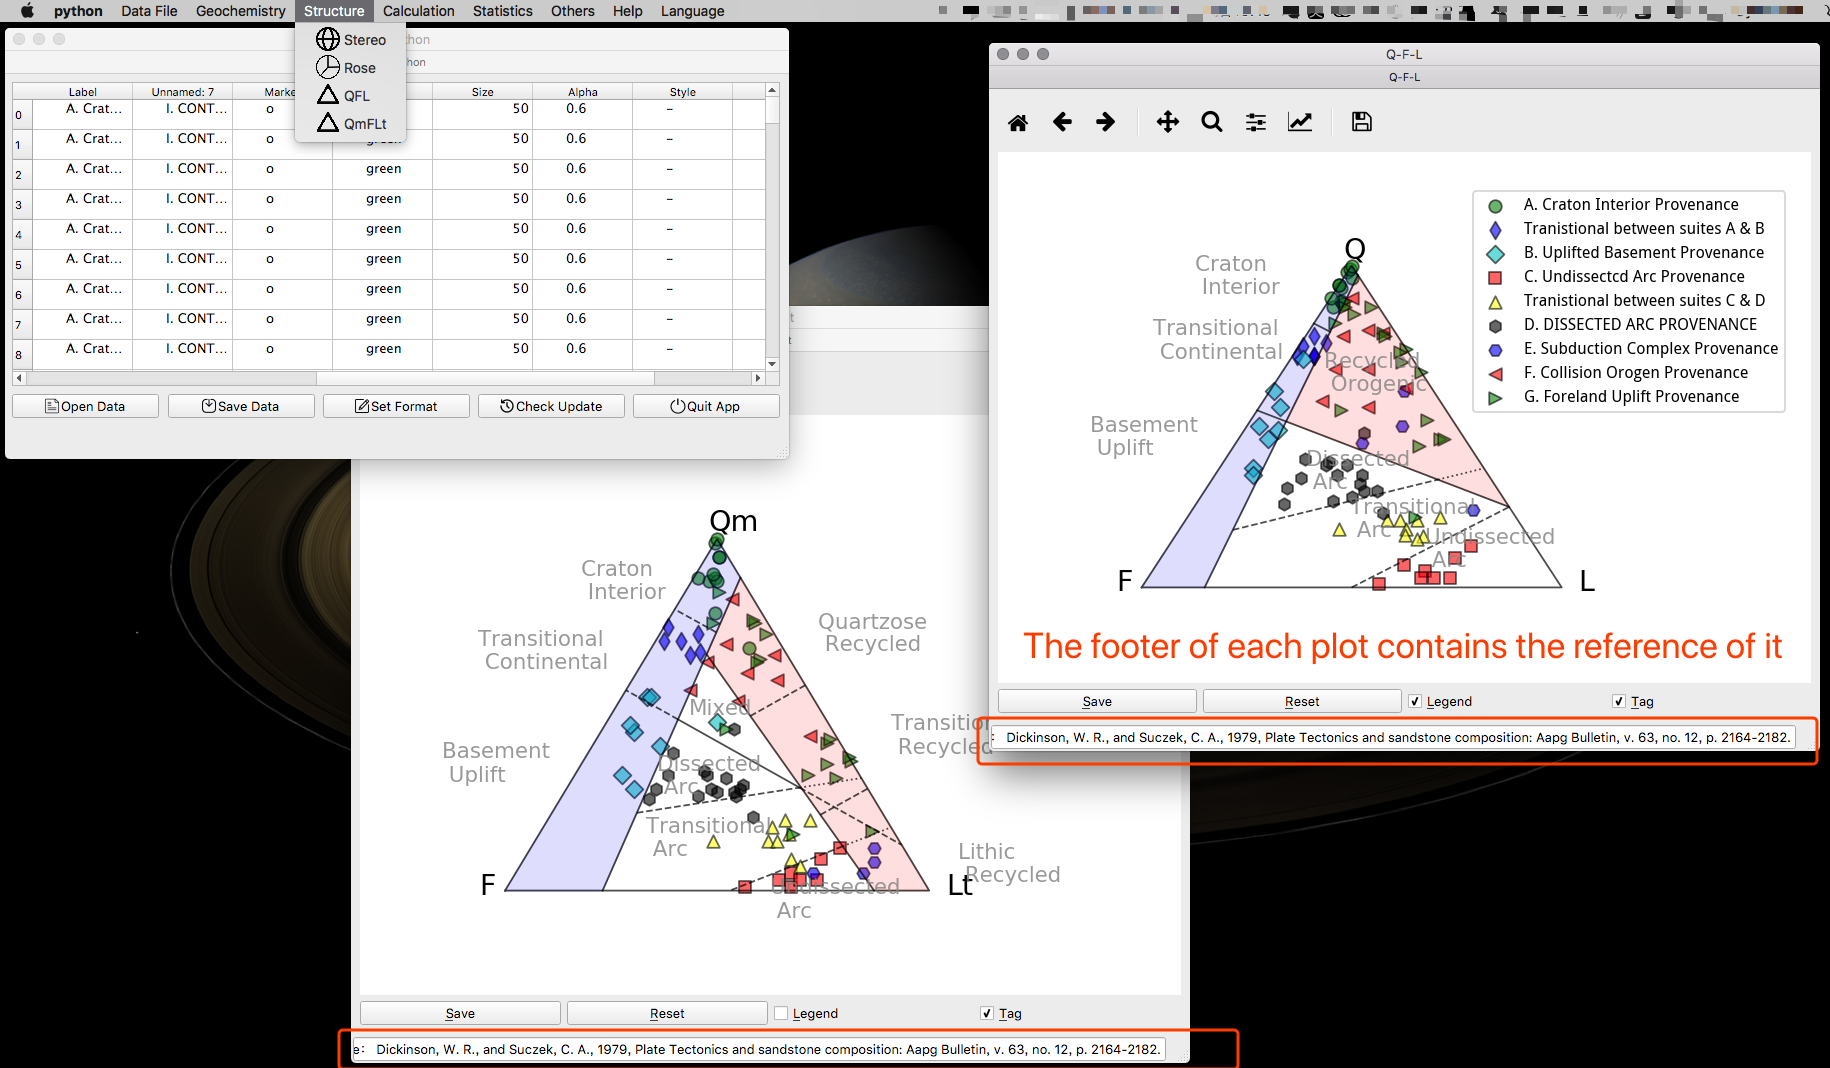 python Data File Geochemistry Structure Calculation Statistics Others Help Language
Stereo
Rose
QFL
QmFLt
thon
hon
Label Unnamed: 7 Marke Size Alpha Style
0 A. Crat... I. CONT... o 50 0.6 –
1 A. Crat... I. CONT... o green 50 0.6 –
2 A. Crat... I. CONT... o green 50 0.6 –
3 A. Crat... I. CONT... o green 50 0.6 –
4 A. Crat... I. CONT... o green 50 0.6 –
5 A. Crat... I. CONT... o green 50 0.6 –
6 A. Crat... I. CONT... o green 50 0.6 –
7 A. Crat... I. CONT... o green 50 0.6 –
8 A. Crat... I. CONT... o green 50 0.6 –
Open Data Save Data Set Format Check Update Quit App
Q-F-L
Q-F-L
A. Craton Interior Provenance
Tranistional between suites A & B
B. Uplifted Basement Provenance
C. Undissectcd Arc Provenance
Tranistional between suites C & D
D. DISSECTED ARC PROVENANCE
E. Subduction Complex Provenance
F. Collision Orogen Provenance
G. Foreland Uplift Provenance
Q
Craton
Interior
Transitional
Continental
Recycled
Orogenic
Basement
Uplift
Dissected
Arc
Transitional
Arc
Undissected
Arc
F
L
The footer of each plot contains the reference of it
Save Reset Legend Tag
: Dickinson, W. R., and Suczek, C. A., 1979, Plate Tectonics and sandstone composition: Aapg Bulletin, v. 63, no. 12, p. 2164-2182.
t
t
Qm
Craton
Interior
Transitional
Continental
Quartzose
Recycled
Mixed
Transition
Recycled
Basement
Uplift
Dissected
Arc
Transitional
Arc
Lithic
Recycled
Undissected
Arc
F
Lt
Save Reset Legend Tag
e: Dickinson, W. R., and Suczek, C. A., 1979, Plate Tectonics and sandstone composition: Aapg Bulletin, v. 63, no. 12, p. 2164-2182.